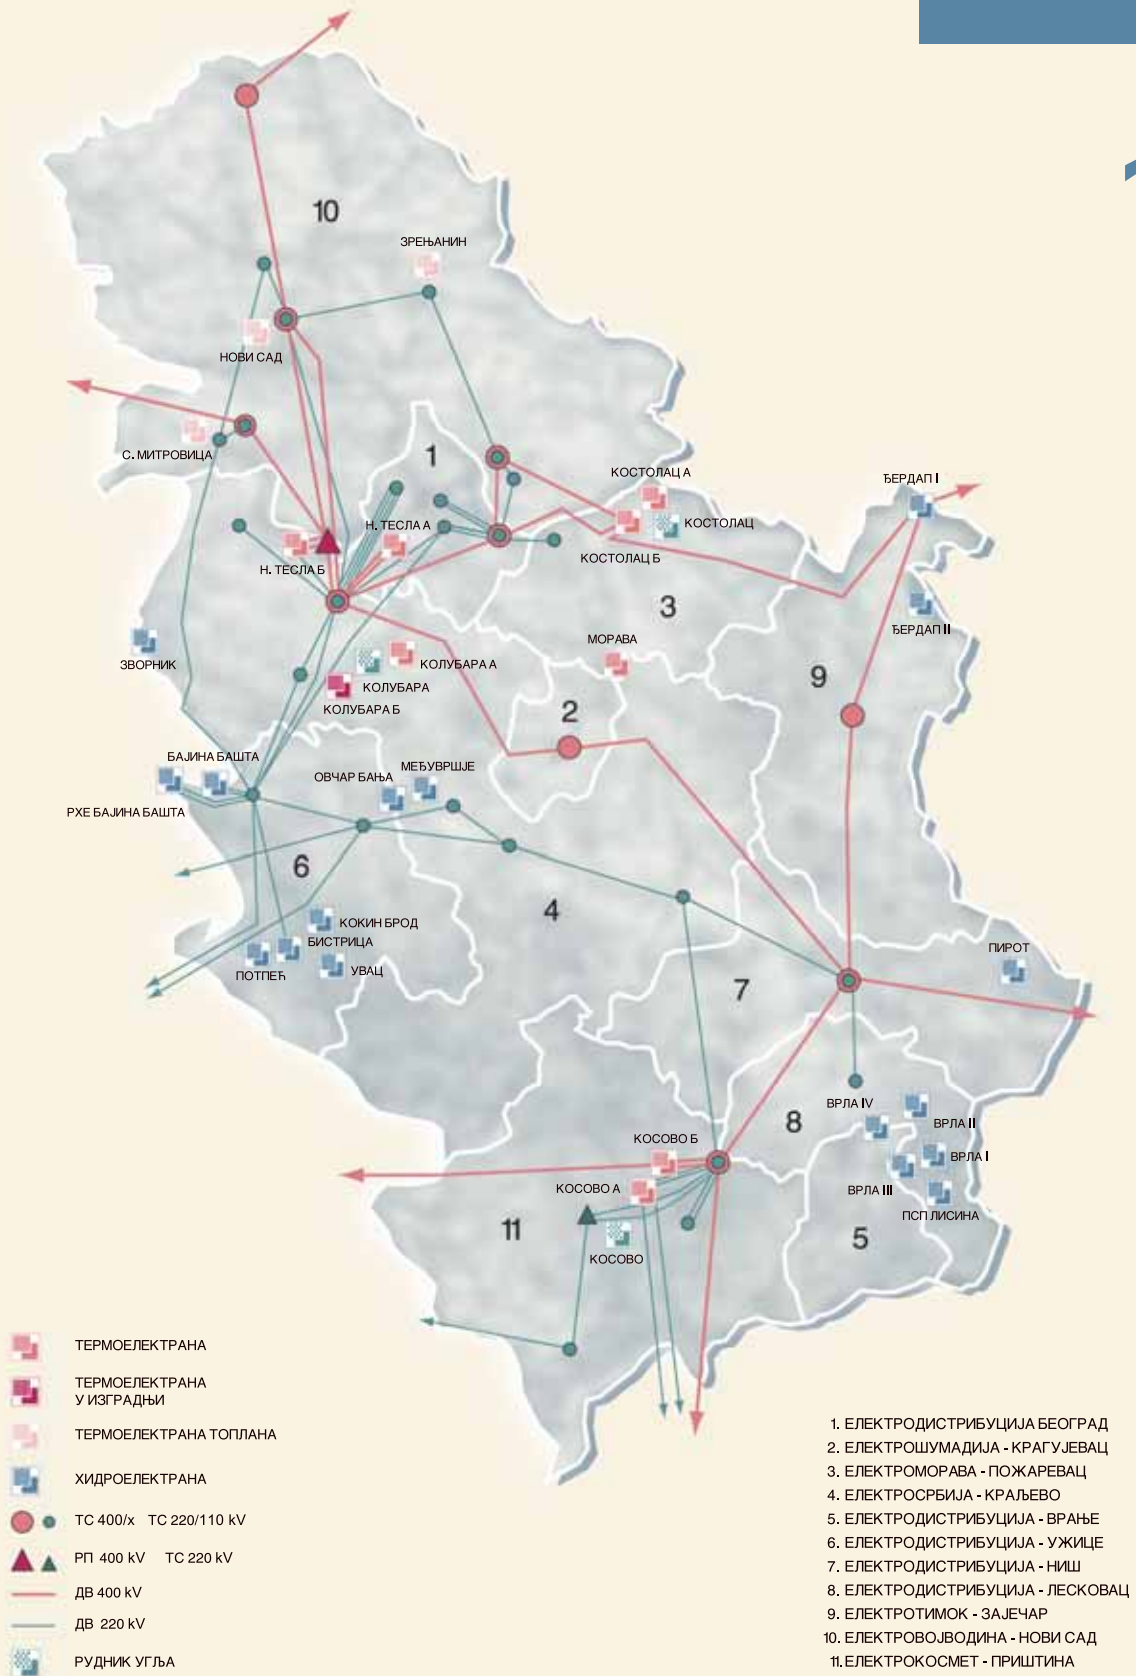 10
ЗРЕЊАНИН
НОВИ САД
С. МИТРОВИЦА
1
КОСТОЛАЦ А
ЂЕРДАП I
КОСТОЛАЦ
Н. ТЕСЛА А
КОСТОЛАЦ Б
Н. ТЕСЛА Б
3
ЂЕРДАП II
МОРАВА
ЗВОРНИК
КОЛУБАРА А
9
КОЛУБАРА
КОЛУБАРА Б
2
БАЈИНА БАШТА
МЕЂУВРШЈЕ
ОВЧАР БАЊА
РХЕ БАЈИНА БАШТА
6
4
КОКИН БРОД
БИСТРИЦА
ПОТПЕЋ
УВАЦ
ПИРОТ
7
ВРЛА IV
8
ВРЛА II
КОСОВО Б
ВРЛА I
КОСОВО А
ВРЛА III
ПСП ЛИСИНА
11
5
КОСОВО
ТЕРМОЕЛЕКТРАНА
ТЕРМОЕЛЕКТРАНА
У ИЗГРАДЊИ
ТЕРМОЕЛЕКТРАНА ТОПЛАНА
ХИДРОЕЛЕКТРАНА
ТС 400/x ТС 220/110 kV
РП 400 kV ТС 220 kV
ДВ 400 kV
ДВ 220 kV
РУДНИК УГЉА
1. ЕЛЕКТРОДИСТРИБУЦИЈА БЕОГРАД
2. ЕЛЕКТРОШУМАДИЈА - КРАГУЈЕВАЦ
3. ЕЛЕКТРОМОРАВА - ПОЖАРЕВАЦ
4. ЕЛЕКТРОСРБИЈА - КРАЉЕВО
5. ЕЛЕКТРОДИСТРИБУЦИЈА - ВРАЊЕ
6. ЕЛЕКТРОДИСТРИБУЦИЈА - УЖИЦЕ
7. ЕЛЕКТРОДИСТРИБУЦИЈА - НИШ
8. ЕЛЕКТРОДИСТРИБУЦИЈА - ЛЕСКОВАЦ
9. ЕЛЕКТРОТИМОК - ЗАЈЕЧАР
10. ЕЛЕКТРОВОЈВОДИНА - НОВИ САД
11. ЕЛЕКТРОКОСМЕТ - ПРИШТИНА